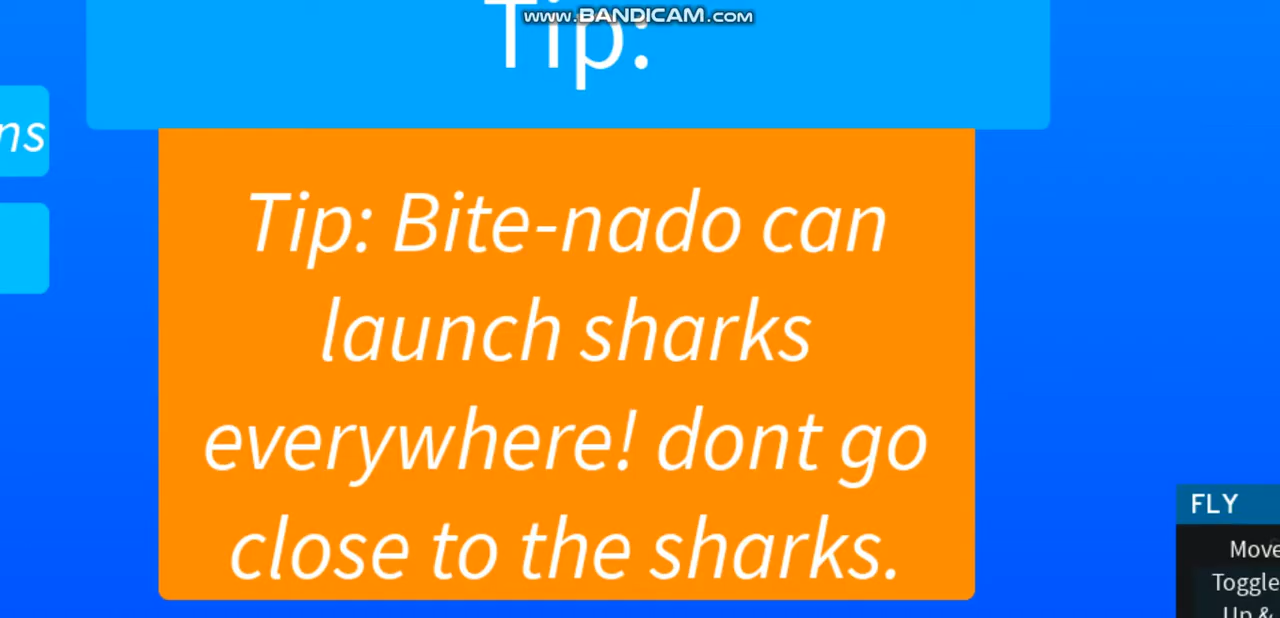 www.BANDICAM.com
Tip:
ns
Tip: Bite-nado can
launch sharks
everywhere! dont go
close to the sharks.
FLY
Move
Toggle
Up &